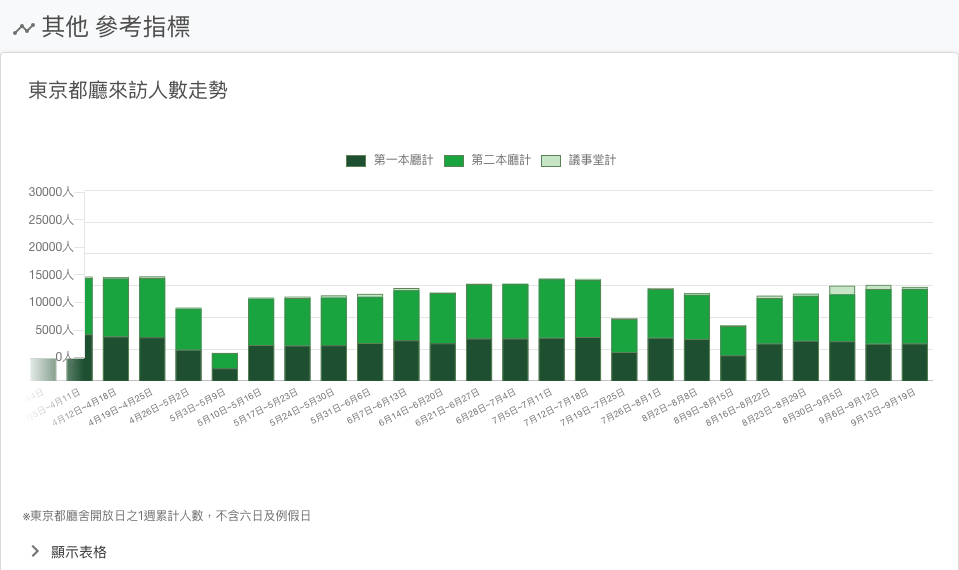 其他 參考指標
東京都廳來訪人數走勢
第一本廳計 第二本廳計 議事堂計
30000人
25000人
20000人
15000人
10000人
5000人
0人
4月12日~4月18日
4月19日~4月25日
4月26日~5月2日
5月3日~5月9日
5月10日~5月16日
5月17日~5月23日
5月24日~5月30日
5月31日~6月6日
6月7日~6月13日
6月14日~6月20日
6月21日~6月27日
6月28日~7月4日
7月5日~7月11日
7月12日~7月18日
7月19日~7月25日
7月26日~8月1日
8月2日~8月8日
8月9日~8月15日
8月16日~8月22日
8月23日~8月29日
8月30日~9月5日
9月6日~9月12日
9月13日~9月19日
※東京都廳舍開放日之1週累計人數，不含六日及例假日
顯示表格